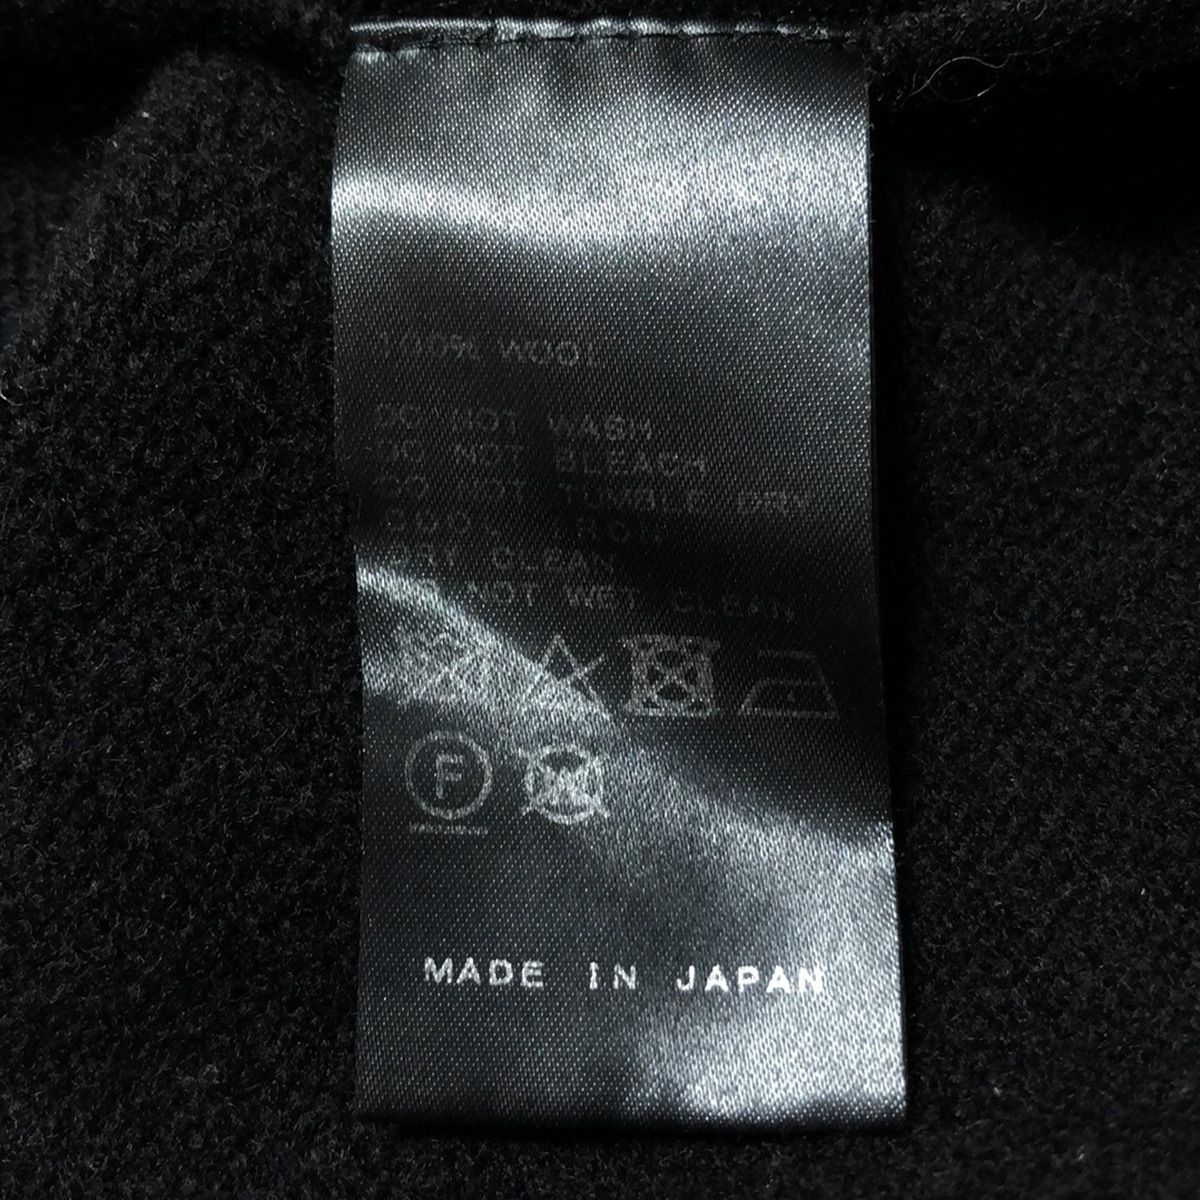 100% WOOL
DO NOT WASH
DO NOT BLEACH
DO NOT TUMBLE DRY
IRON
DRY CLEAN
DO NOT WET CLEAN
F
W
MADE IN JAPAN